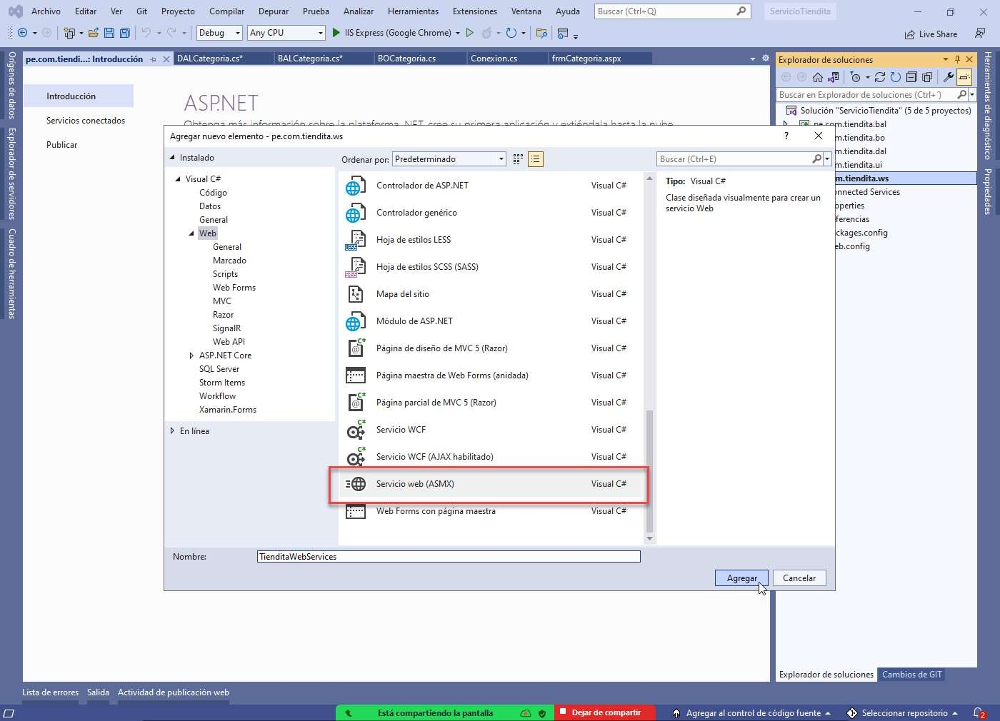 Archivo Editar Ver Git Proyecto Compilar Depurar Prueba Analizar Herramientas Extensiones Ventana Ayuda Buscar (Ctrl+Q) ServicioTiendita
Debug Any CPU IIS Express (Google Chrome) Live Share
Orígenes de datos
Explorador de servidores
Cuadro de herramientas
pe.com.tiendi...: Introducción DALCategoria.cs* BALCategoria.cs* BOCategoria.cs Conexion.cs frmCategoria.aspx
Introducción
Servicios conectados
Publicar
ASP.NET
Obtenga más información sobre la plataforma .NET, cree su primera aplicación y extiéndala hasta la nube
Agregar nuevo elemento - pe.com.tiendita.ws ?
Instalado
Visual C#
Código
Datos
General
Web
General
Marcado
Scripts
Web Forms
MVC
Razor
SignalR
Web API
ASP.NET Core
SQL Server
Storm Items
Workflow
Xamarin.Forms
En línea
Ordenar por: Predeterminado
Buscar (Ctrl+E)
Controlador de ASP.NET Visual C#
Controlador genérico Visual C#
LESS Hoja de estilos LESS Visual C#
SASS Hoja de estilos SCSS (SASS) Visual C#
Mapa del sitio Visual C#
Módulo de ASP.NET Visual C#
C# @ Página de diseño de MVC 5 (Razor) Visual C#
Página maestra de Web Forms (anidada) Visual C#
C# @ Página parcial de MVC 5 (Razor) Visual C#
C# Servicio WCF Visual C#
C# Servicio WCF (AJAX habilitado) Visual C#
Servicio web (ASMX) Visual C#
Web Forms con página maestra Visual C#
Tipo: Visual C#
Clase diseñada visualmente para crear un
servicio Web
Nombre: TienditaWebServices
Agregar Cancelar
Explorador de soluciones
Buscar en Explorador de soluciones (Ctrl+´)
Solución "ServicioTiendita" (5 de 5 proyectos)
pe.com.tiendita.bal
m.tiendita.bo
m.tiendita.dal
m.tiendita.ui
m.tiendita.ws
onnected Services
operties
ferencias
ckages.config
eb.config
Explorador de soluciones Cambios de GIT
Herramientas de diagnóstico
Propiedades
Lista de errores Salida Actividad de publicación web
Está compartiendo la pantalla Dejar de compartir Agregar al control de código fuente Seleccionar repositorio 2